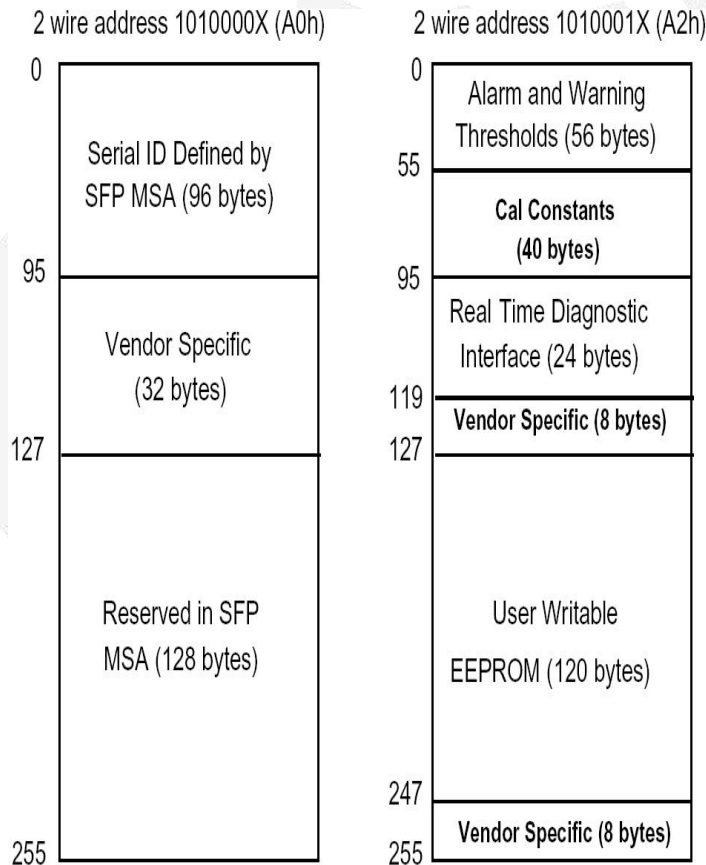 2 wire address 1010000X (A0h)
0
Serial ID Defined by
SFP MSA (96 bytes)
95
Vendor Specific
(32 bytes)
127
Reserved in SFP
MSA (128 bytes)
255
2 wire address 1010001X (A2h)
0
Alarm and Warning
Thresholds (56 bytes)
55
Cal Constants
(40 bytes)
95
Real Time Diagnostic
Interface (24 bytes)
119
Vendor Specific (8 bytes)
127
User Writable
EEPROM (120 bytes)
247
Vendor Specific (8 bytes)
255